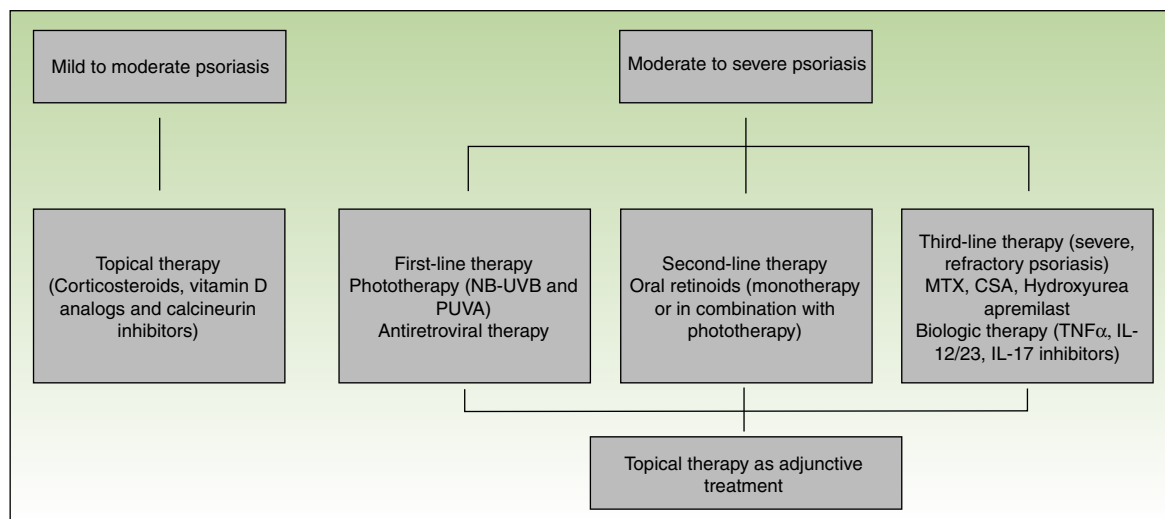 Mild to moderate psoriasis
Moderate to severe psoriasis
Topical therapy
(Corticosteroids, vitamin D
analogs and calcineurin
inhibitors)
First-line therapy
Phototherapy (NB-UVB and
PUVA)
Antiretroviral therapy
Second-line therapy
Oral retinoids (monotherapy
or in combination with
phototherapy)
Third-line therapy (severe,
refractory psoriasis)
MTX, CSA, Hydroxyurea
apremilast
Biologic therapy (TNFα, IL-
12/23, IL-17 inhibitors)
Topical therapy as adjunctive
treatment